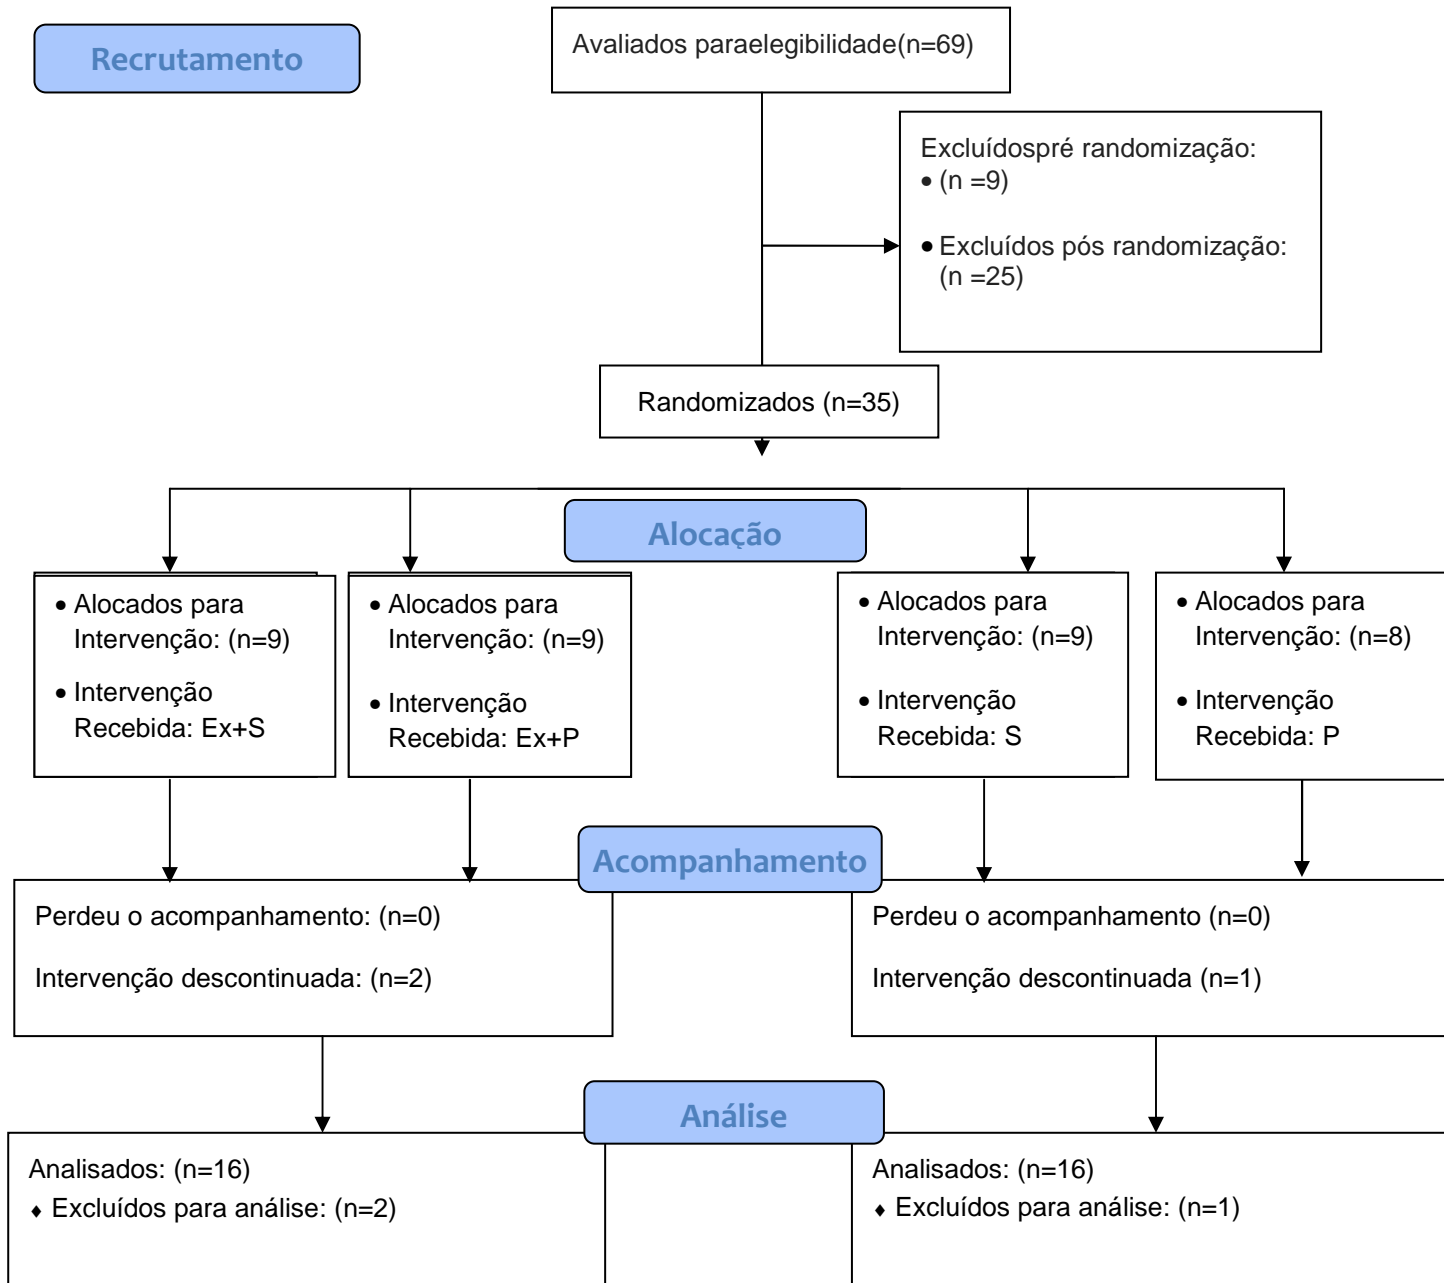 Recrutamento
Avaliados paraelegibilidade(n=69)
Excluídospré randomização:
• (n =9)
• Excluídos pós randomização:
(n =25)
Randomizados (n=35)
Alocação
• Alocados para
Intervenção: (n=9)
• Intervenção
Recebida: Ex+S
• Alocados para
Intervenção: (n=9)
• Intervenção
Recebida: Ex+P
• Alocados para
Intervenção: (n=9)
• Intervenção
Recebida: S
• Alocados para
Intervenção: (n=8)
• Intervenção
Recebida: P
Acompanhamento
Perdeu o acompanhamento: (n=0)
Intervenção descontinuada: (n=2)
Perdeu o acompanhamento (n=0)
Intervenção descontinuada (n=1)
Análise
Analisados: (n=16)
♦ Excluídos para análise: (n=2)
Analisados: (n=16)
♦ Excluídos para análise: (n=1)